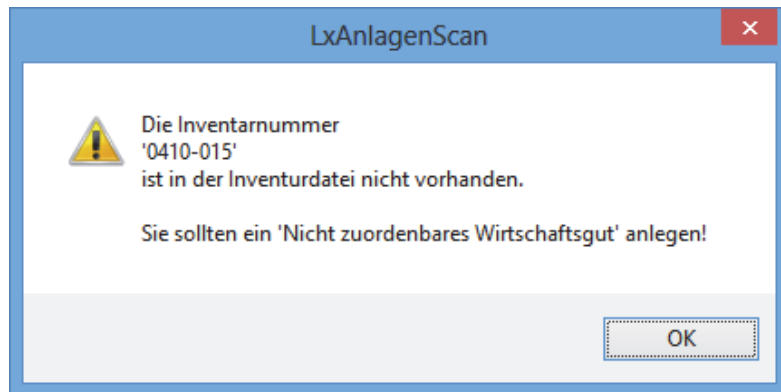 LxAnlagenScan
Die Inventarnummer
'0410-015'
ist in der Inventurdatei nicht vorhanden.
Sie sollten ein 'Nicht zuordenbares Wirtschaftsgut' anlegen!
OK